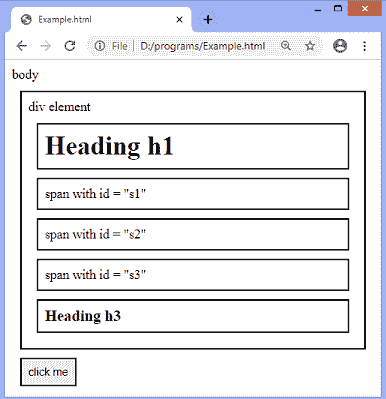 Example.html
File | D:/programs/Example.html
body
div element
Heading h1
span with id = "s1"
span with id = "s2"
span with id = "s3"
Heading h3
click me